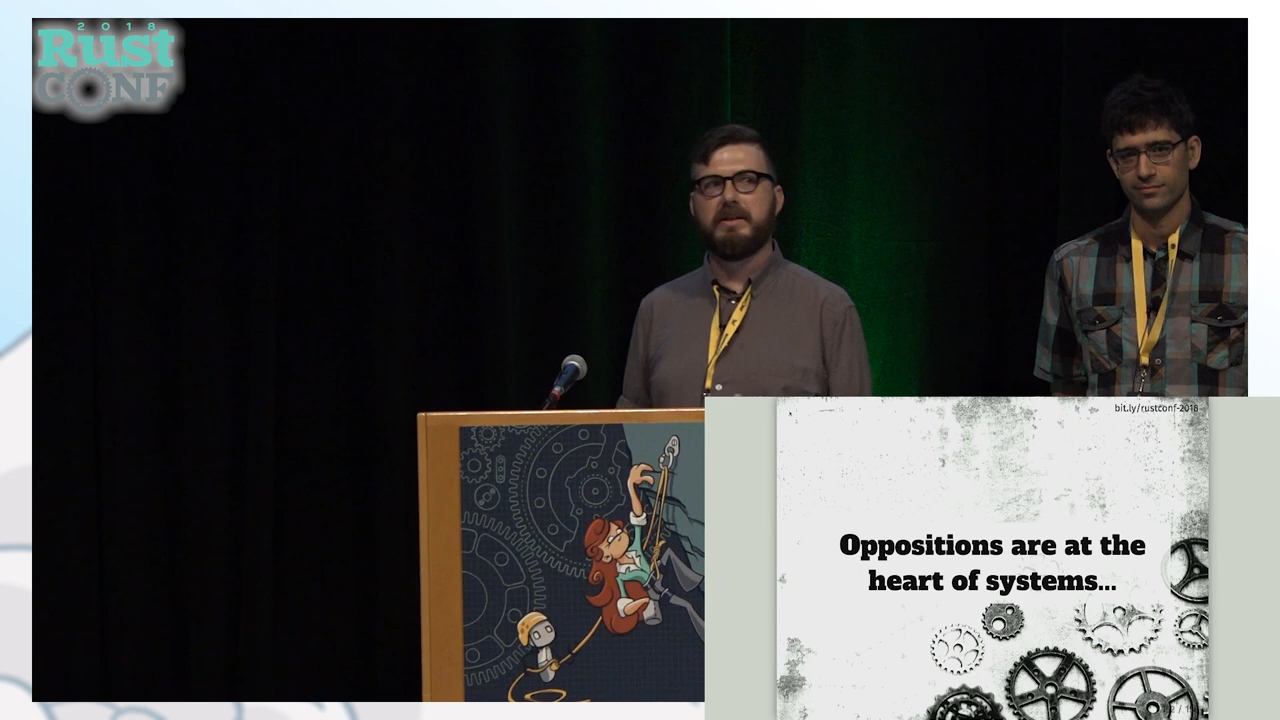 2018
Rust
CONF
bit.ly/rustconf-2018
Oppositions are at the
heart of systems...